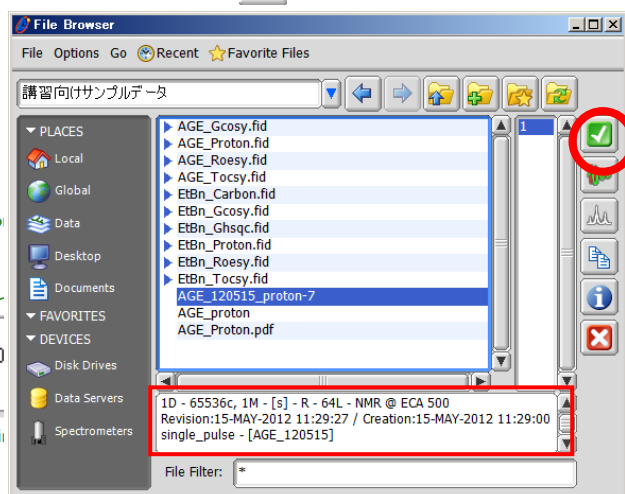 File Browser
File Options Go Recent Favorite Files
講習向けサンプルデータ
PLACES
Local
Global
Data
Desktop
Documents
FAVORITES
DEVICES
Disk Drives
Data Servers
Spectrometers
AGE_Gcosy.fid
AGE_Proton.fid
AGE_Roesy.fid
AGE_Tocsy.fid
EtBn_Carbon.fid
EtBn_Gcosy.fid
EtBn_Ghsqc.fid
EtBn_Proton.fid
EtBn_Roesy.fid
EtBn_Tocsy.fid
AGE_120515_proton-7
AGE_proton
AGE_Proton.pdf
1
1D - 65536c, 1M - [s] - R - 64L - NMR @ ECA 500
Revision:15-MAY-2012 11:29:27 / Creation:15-MAY-2012 11:29:00
single_pulse - [AGE_120515]
File Filter: *